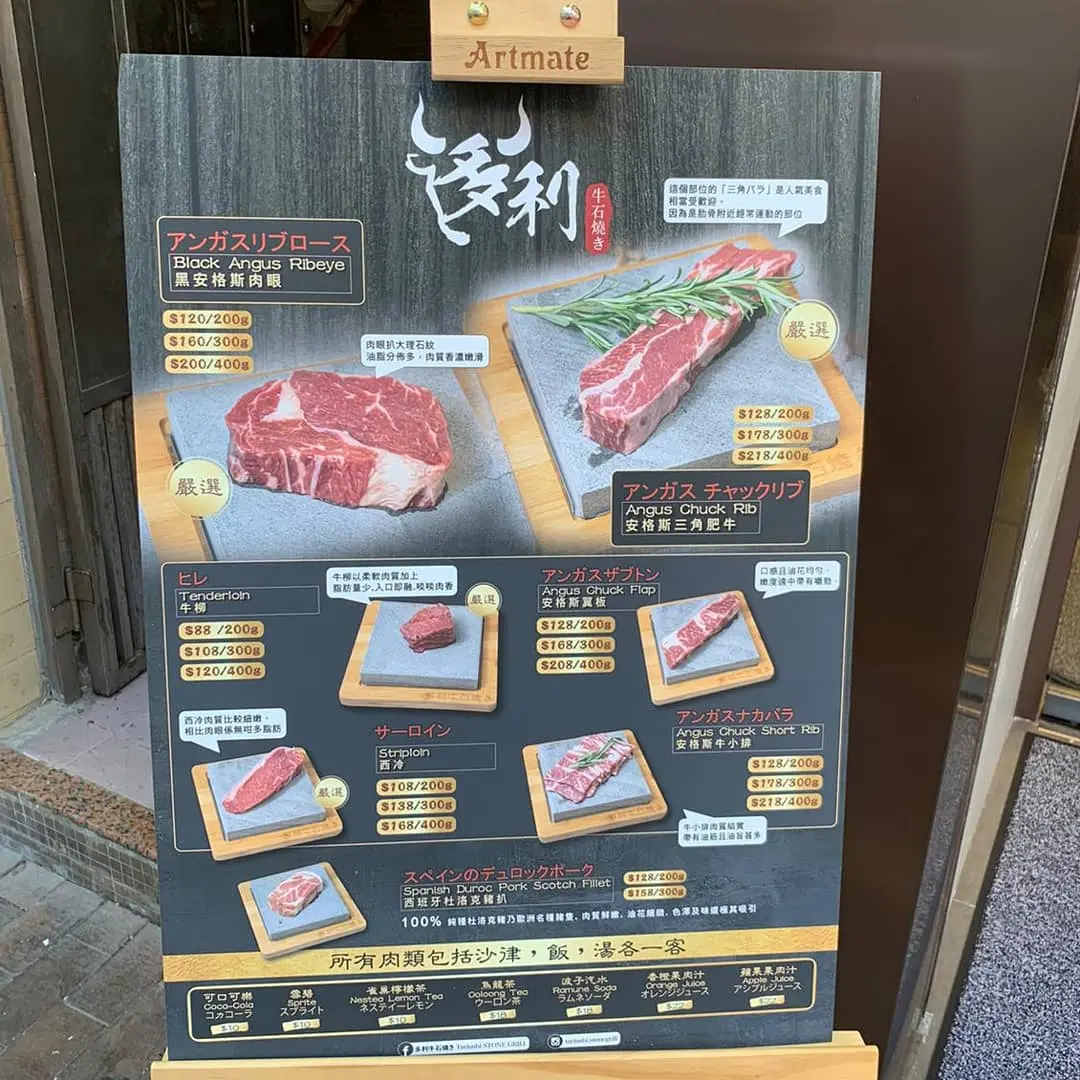 Artmate
多利
牛石燒き
這個部位的「三角バラ」是人氣美食
相當受歡迎。
因為是肋骨附近經常運動的部位
アンガスリブロース
Black Angus Ribeye
黑安格斯肉眼
$120/200g
$160/300g
$200/400g
肉眼扒大理石紋
油脂分佈多，肉質香濃嫩滑
嚴選
嚴選
$128/200g
$178/300g
$218/400g
アンガス チャックリブ
Angus Chuck Rib
安格斯三角肥牛
ヒレ
Tenderloin
牛柳
$88 /200g
$108/300g
$120/400g
牛柳以柔軟肉質加上
脂肪量少,入口即融,啖啖肉香
嚴選
アンガスザブトン
Angus Chuck Flap
安格斯翼板
$128/200g
$168/300g
$208/400g
口感且油花均勻，
嫩度適中帶有嚼勁
西冷肉質比較細嫩，
相比肉眼係無咁多脂肪
嚴選
サーロイン
Striploin
西冷
$108/200g
$138/300g
$168/400g
アンガスナカバラ
Angus Chuck Short Rib
安格斯牛小排
$128/200g
$178/300g
$218/400g
牛小排肉質結實
帶有油筋且油旨甚多
スペインのデュロックポーク
Spanish Duroc Pork Scotch Fillet
西班牙杜洛克豬扒
$128/200g
$158/300g
100% 純種杜洛克豬乃歐洲名種豬隻，肉質鮮嫩，油花細緻，色澤及味道極其吸引
所有肉類包括沙律，飯，湯各一客
可口可樂
Coca-Cola
コカコーラ
$10
雪碧
Sprite
スプライト
$10
雀巢檸檬茶
Nestea Lemon Tea
ネスティーレモン
$10
烏龍茶
Ooloong Tea
ウーロン茶
$18
波子汽水
Ramune Soda
ラムネソーダ
$18
香橙果肉汁
Orange Juice
オレンジジュース
$22
蘋果果肉汁
Apple Juice
アンプルジュース
$22
多利牛石燒き
STONE GRILL